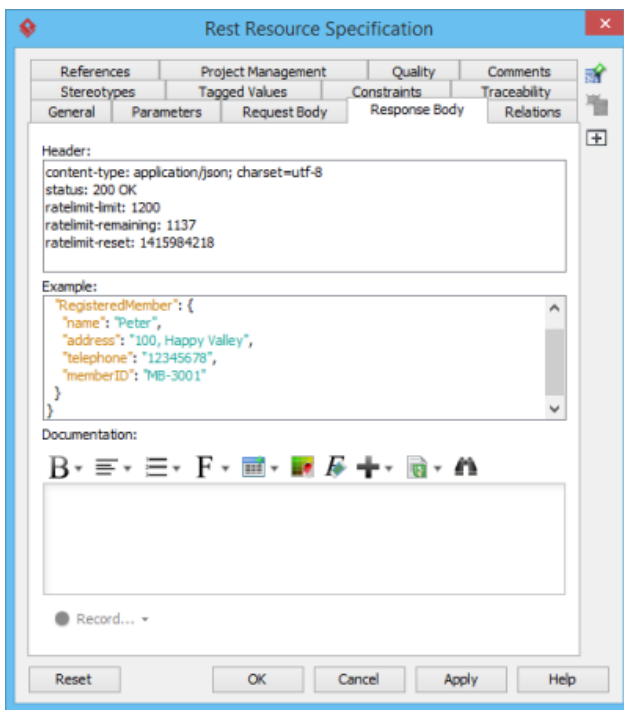 Rest Resource Specification
References Project Management Quality Comments
Stereotypes Tagged Values Constraints Traceability
General Parameters Request Body Response Body Relations
Header:
content-type: application/json; charset=utf-8
status: 200 OK
ratelimit-limit: 1200
ratelimit-remaining: 1137
ratelimit-reset: 1415984218
Example:
"RegisteredMember": {
"name": "Peter",
"address": "100, Happy Valley",
"telephone": "12345678",
"memberID": "MB-3001"
}
}
Documentation:
B F F
Record...
Reset OK Cancel Apply Help